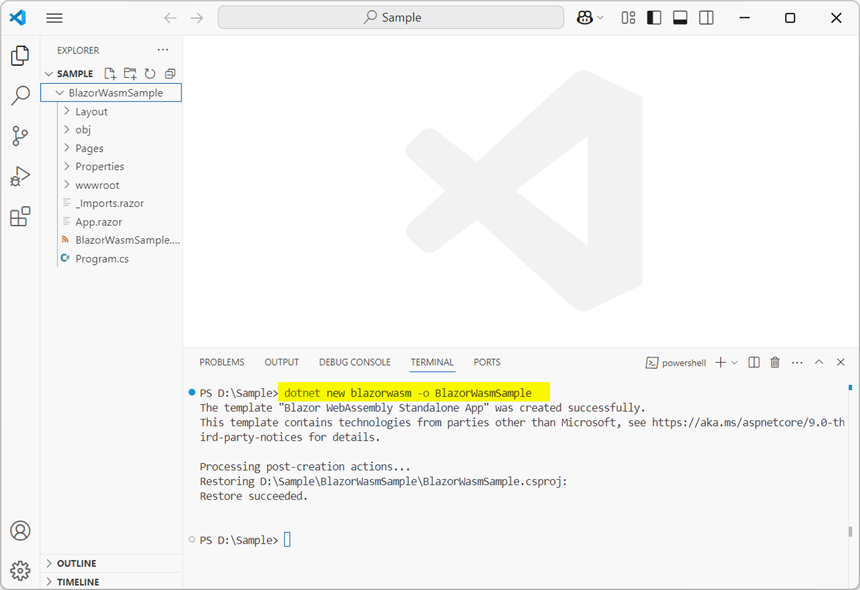 Sample
EXPLORER
SAMPLE
BlazorWasmSample
Layout
obj
Pages
Properties
wwwroot
_Imports.razor
App.razor
BlazorWasmSample....
Program.cs
OUTLINE
TIMELINE
PROBLEMS OUTPUT DEBUG CONSOLE TERMINAL PORTS
powershell
PS D:\Sample> dotnet new blazorwasm -o BlazorWasmSample
The template "Blazor WebAssembly Standalone App" was created successfully.
This template contains technologies from parties other than Microsoft, see https://aka.ms/aspnetcore/9.0-th
ird-party-notices for details.
Processing post-creation actions...
Restoring D:\Sample\BlazorWasmSample\BlazorWasmSample.csproj:
Restore succeeded.
PS D:\Sample>